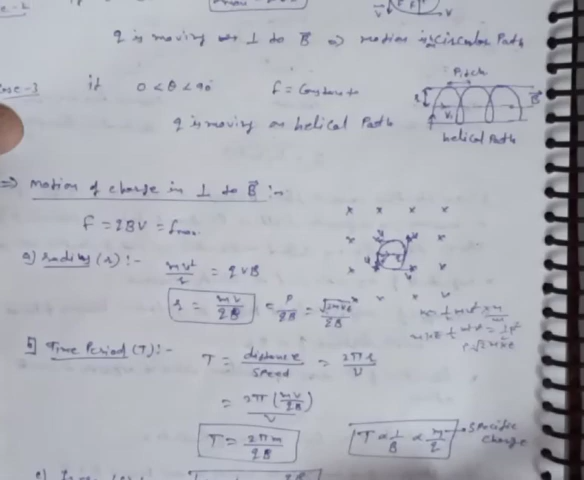 q is moving on ⊥ to B⃗ ⇒ motion is Circular Path
Case-3 if 0 < θ < 90° F = Constant
q is moving on helical Path
Pitch
B⃗
helical Path
⇒ Motion of charge in ⊥ to B⃗ :-
F = qBV = Fmax.
a) radius (r) :- mv²/r = qVB
r = mv/qB = P/qB = √2mKE/qB
b) Time Period (T) :- T = distance/Speed = 2πr/V
= 2π (mv/qB)/V
T = 2πm/qB
T ∝ 1/B ∝ m/q → Specific Charge